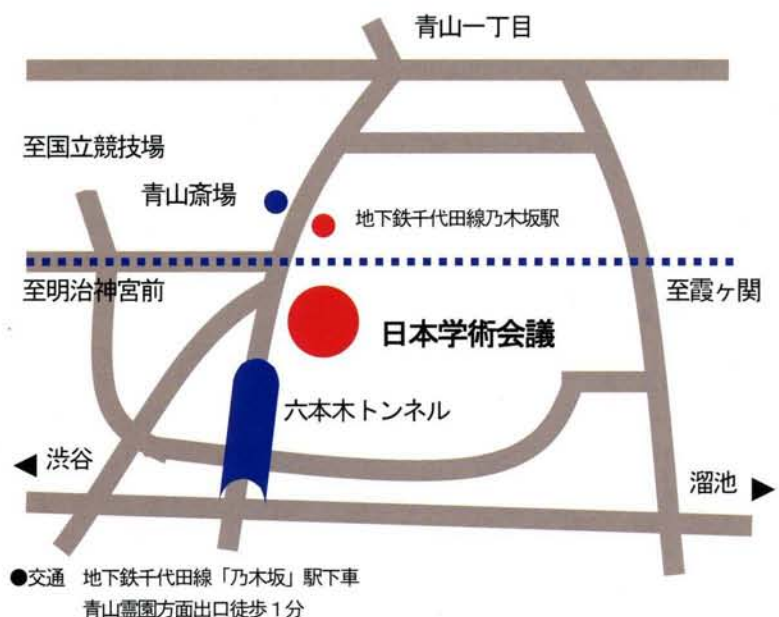 青山一丁目
至国立競技場
青山斎場
地下鉄千代田線乃木坂駅
至明治神宮前
至霞ヶ関
日本学術会議
六本木トンネル
◀ 渋谷
溜池 ▶
●交通 地下鉄千代田線「乃木坂」駅下車
青山霊園方面出口徒歩1分